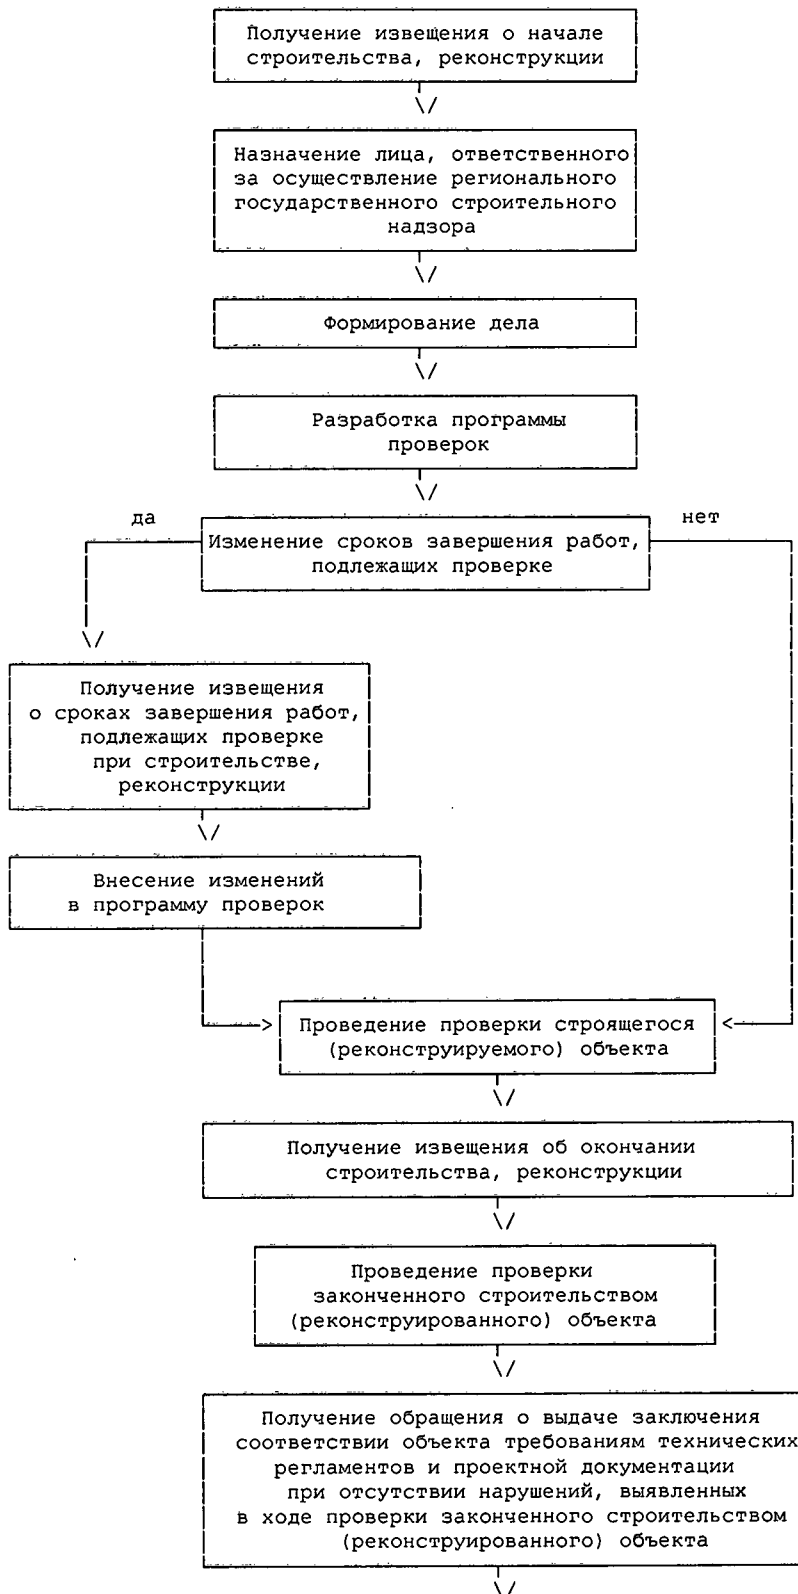 Получение извещения о начале
строительства, реконструкции
Назначение лица, ответственного
за осуществление регионального
государственного строительного
надзора
Формирование дела
Разработка программы
проверок
да
нет
Изменение сроков завершения работ,
подлежащих проверке
Получение извещения
о сроках завершения работ,
подлежащих проверке
при строительстве,
реконструкции
Внесение изменений
в программу проверок
Проведение проверки строящегося
(реконструируемого) объекта
Получение извещения об окончании
строительства, реконструкции
Проведение проверки
законченного строительством
(реконструированного) объекта
Получение обращения о выдаче заключения
соответствии объекта требованиям технических
регламентов и проектной документации
при отсутствии нарушений, выявленных
в ходе проверки законченного строительством
(реконструированного) объекта